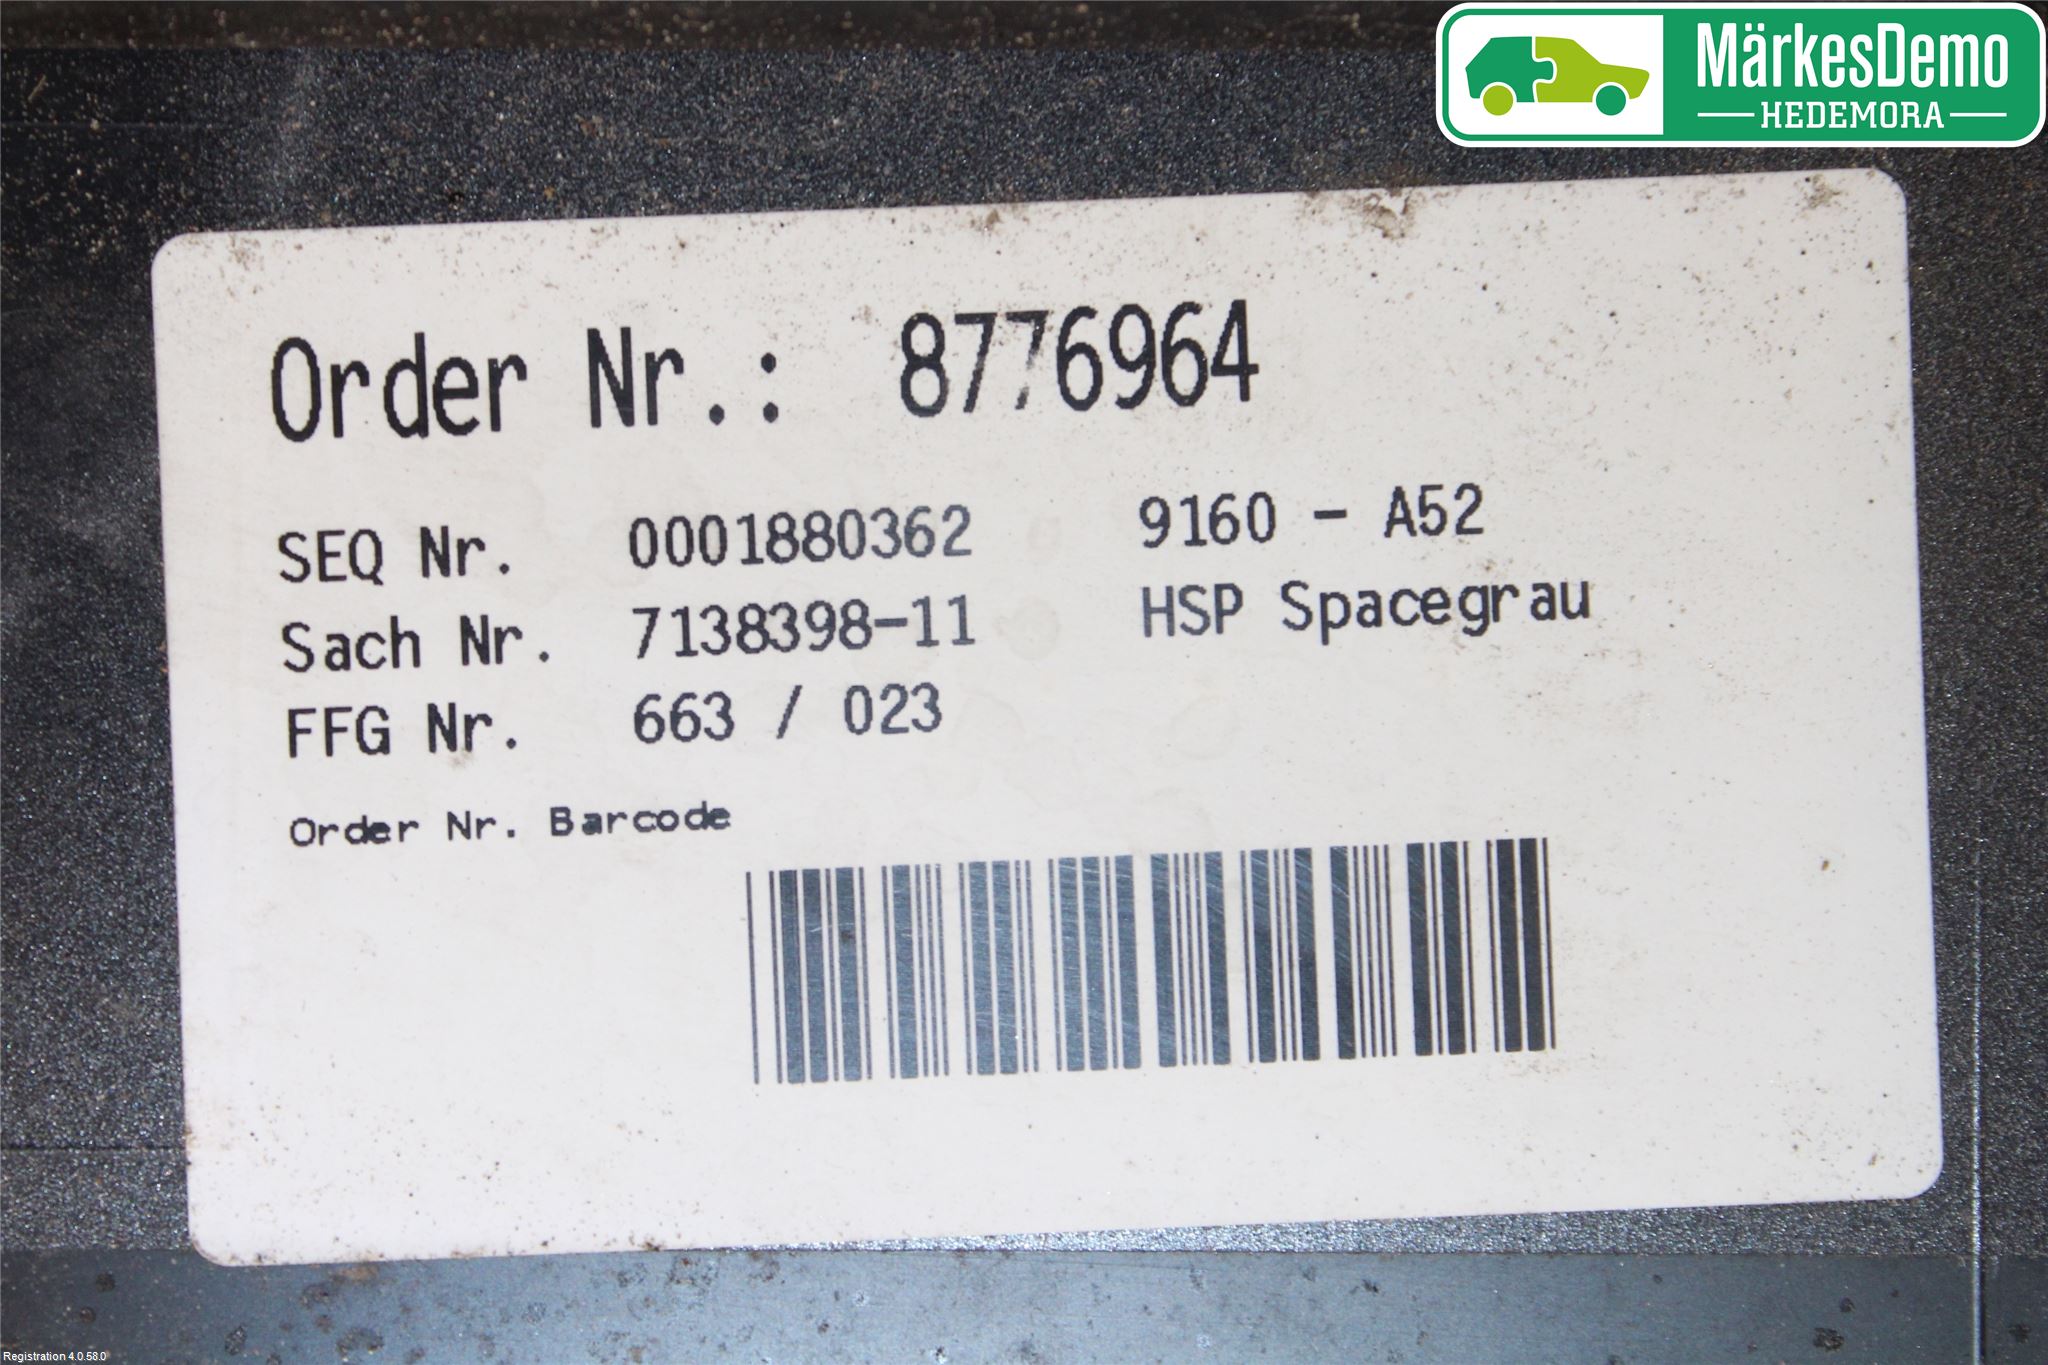 MärkesDemo
HEDEMORA
Order Nr.: 8776964
SEQ Nr. 0001880362 9160 - A52
Sach Nr. 7138398-11 HSP Spacegrau
FFG Nr. 663 / 023
Order Nr. Barcode
Registration 4.0.58.0